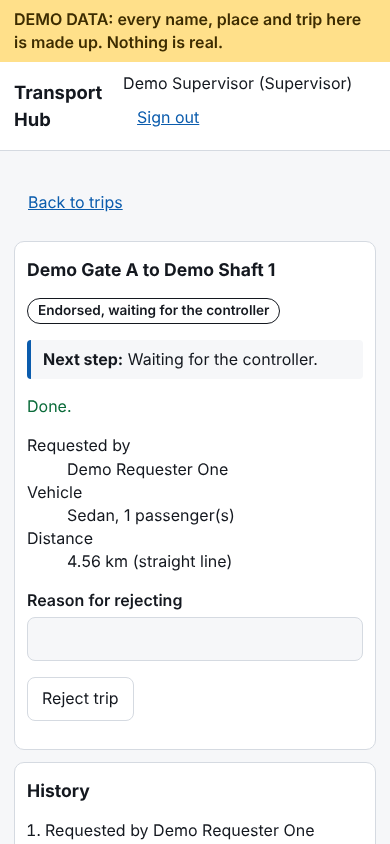 DEMO DATA: every name, place and trip here
is made up. Nothing is real.
Transport
Hub
Demo Supervisor (Supervisor)
Sign out
Back to trips
Demo Gate A to Demo Shaft 1
Endorsed, waiting for the controller
Next step: Waiting for the controller.
Done.
Requested by
Demo Requester One
Vehicle
Sedan, 1 passenger(s)
Distance
4.56 km (straight line)
Reason for rejecting
Reject trip
History
1. Requested by Demo Requester One